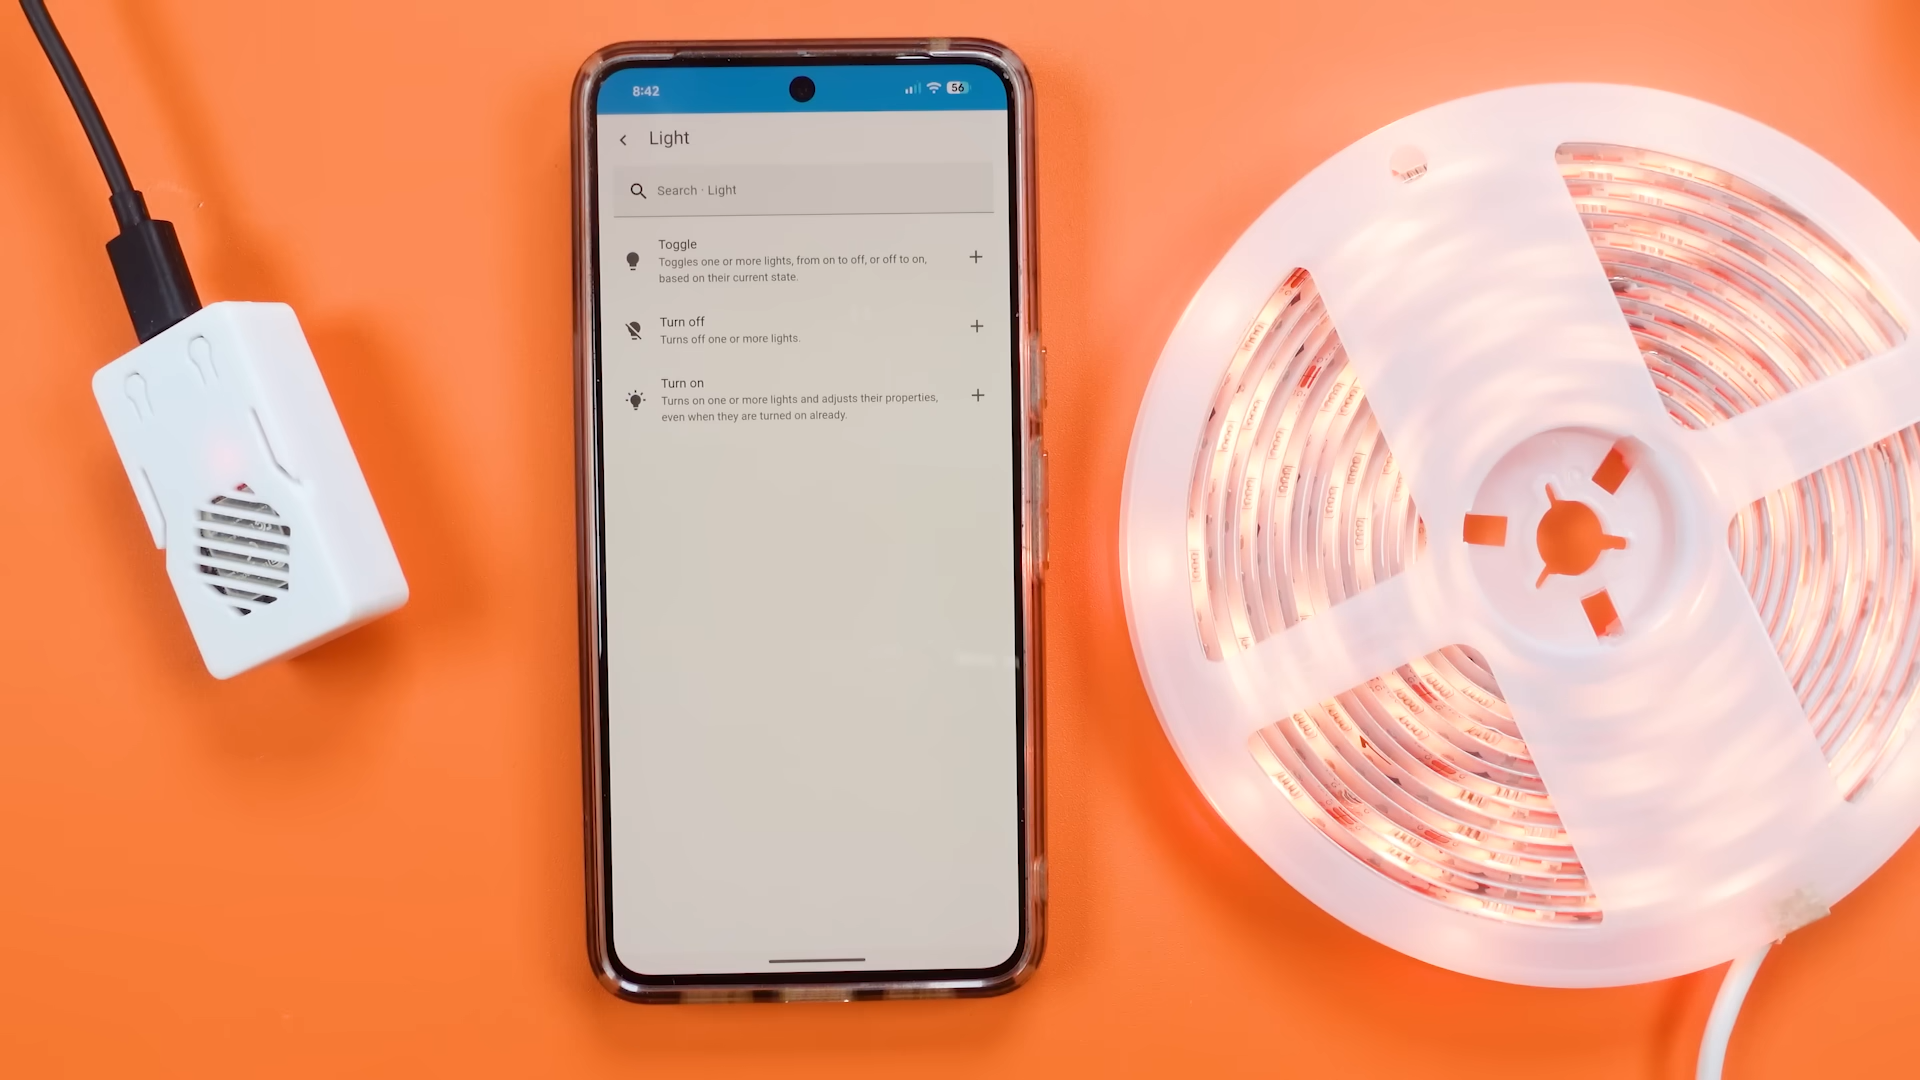 8:42
56
Light
Search · Light
Toggle
Toggles one or more lights, from on to off, or off to on,
based on their current state.
Turn off
Turns off one or more lights.
Turn on
Turns on one or more lights and adjusts their properties,
even when they are turned on already.